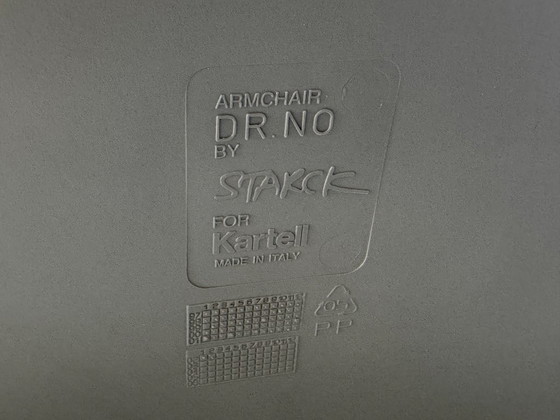 ARMCHAIR
DR. NO
BY
STARCK
FOR
Kartell
MADE IN ITALY
05
PP